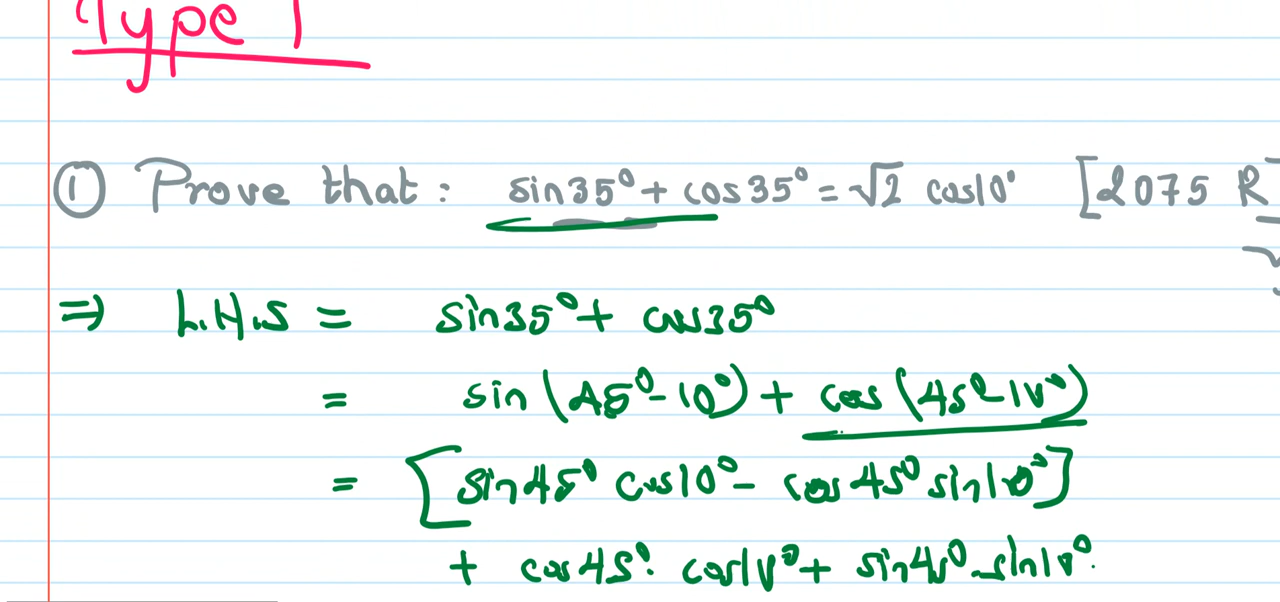 Type 1
① Prove that : sin35° + cos35° = √2 cos10° [2075 R]
⇒ L.H.S = sin35° + cos35°
= sin (45° - 10°) + cos (45° - 10°)
= [sin45° cos10° - cos45° sin10°]
+ cos45°. cos10° + sin45°. sin10°.